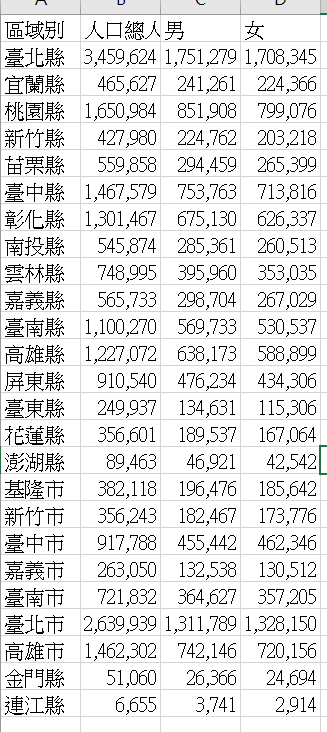 A B C D
區域別 人口總人 男 女
臺北縣 3,459,624 1,751,279 1,708,345
宜蘭縣 465,627 241,261 224,366
桃園縣 1,650,984 851,908 799,076
新竹縣 427,980 224,762 203,218
苗栗縣 559,858 294,459 265,399
臺中縣 1,467,579 753,763 713,816
彰化縣 1,301,467 675,130 626,337
南投縣 545,874 285,361 260,513
雲林縣 748,995 395,960 353,035
嘉義縣 565,733 298,704 267,029
臺南縣 1,100,270 569,733 530,537
高雄縣 1,227,072 638,173 588,899
屏東縣 910,540 476,234 434,306
臺東縣 249,937 134,631 115,306
花蓮縣 356,601 189,537 167,064
澎湖縣 89,463 46,921 42,542
基隆市 382,118 196,476 185,642
新竹市 356,243 182,467 173,776
臺中市 917,788 455,442 462,346
嘉義市 263,050 132,538 130,512
臺南市 721,832 364,627 357,205
臺北市 2,639,939 1,311,789 1,328,150
高雄市 1,462,302 742,146 720,156
金門縣 51,060 26,366 24,694
連江縣 6,655 3,741 2,914